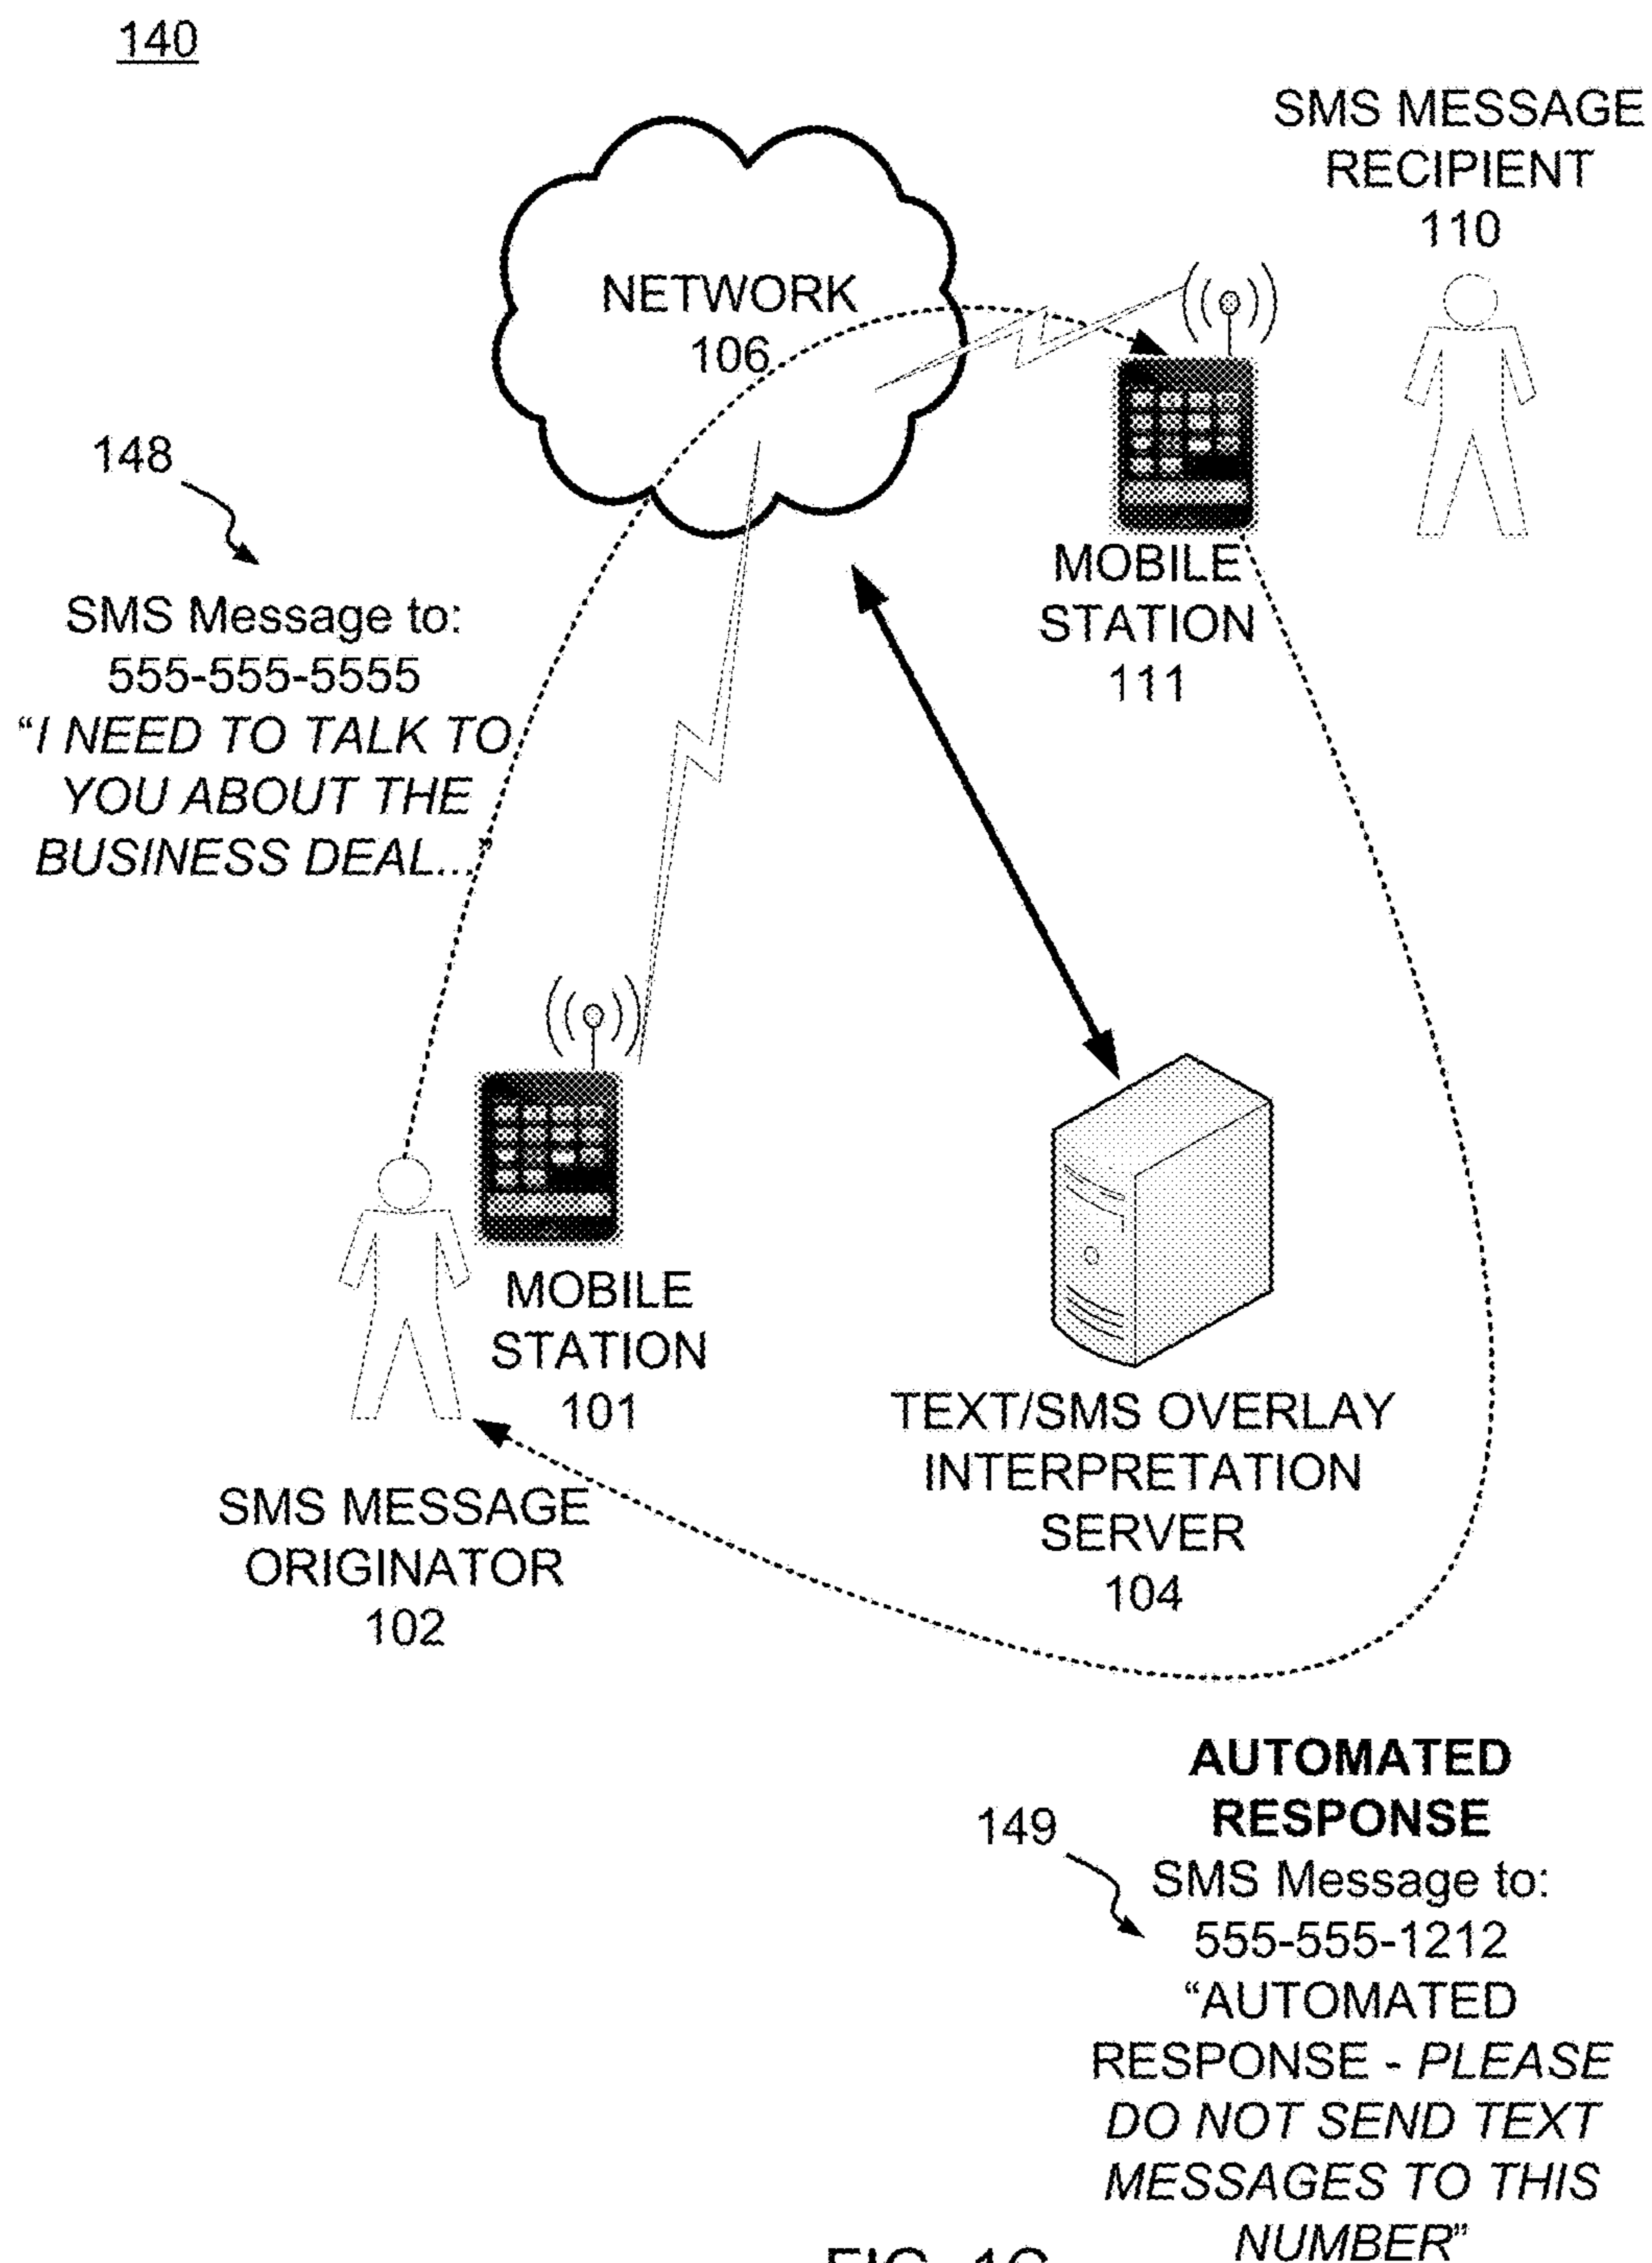 140
SMS MESSAGE
RECIPIENT
110
NETWORK
106
148
SMS Message to:
555-555-5555
“I NEED TO TALK TO
YOU ABOUT THE
BUSINESS DEAL...”
MOBILE
STATION
111
MOBILE
STATION
101
SMS MESSAGE
ORIGINATOR
102
TEXT/SMS OVERLAY
INTERPRETATION
SERVER
104
AUTOMATED
RESPONSE
149
SMS Message to:
555-555-1212
“AUTOMATED
RESPONSE - PLEASE
DO NOT SEND TEXT
MESSAGES TO THIS
NUMBER”